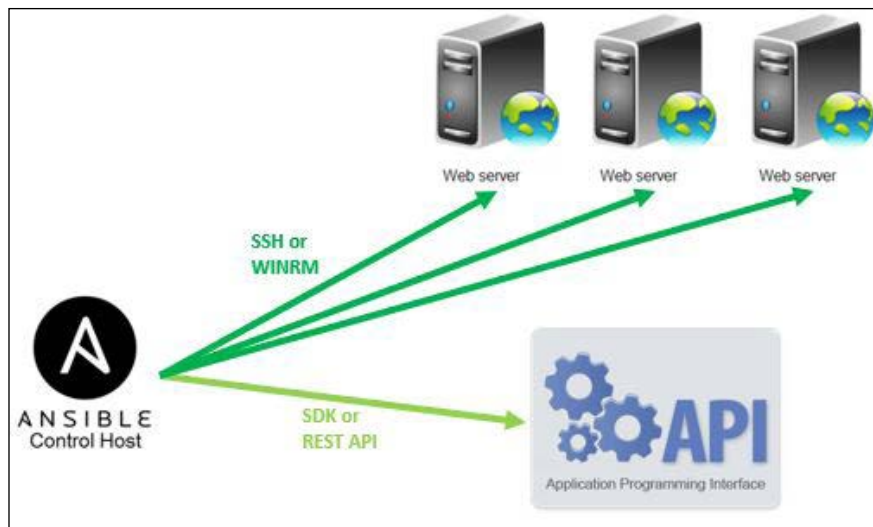 Web server
Web server
Web server
SSH or
WINRM
ANSIBLE
Control Host
SDK or
REST API
API
Application Programming Interface